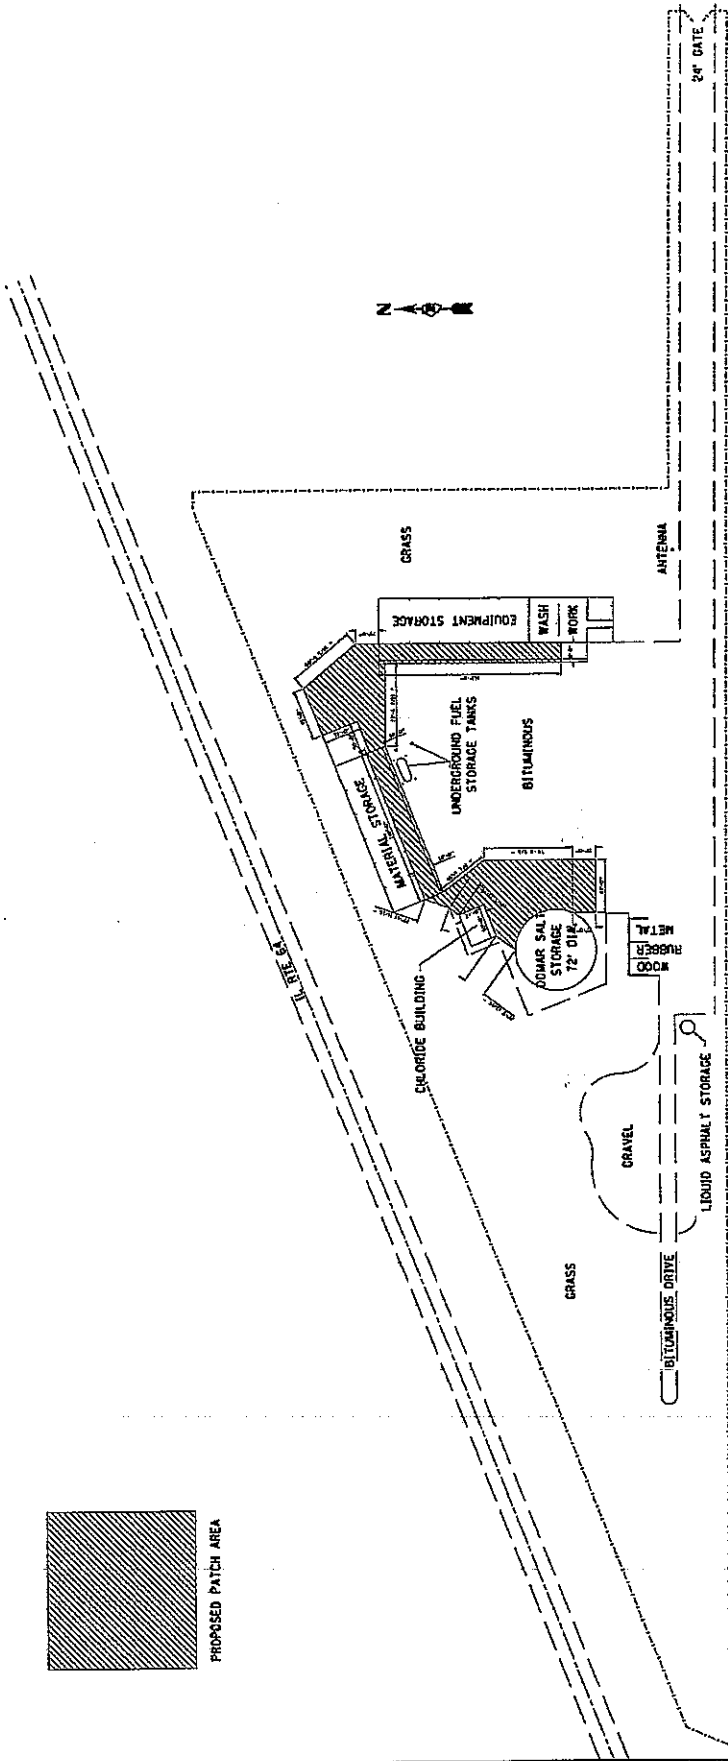 PROPOSED PATCH AREA
IL RTE 64
N
24' GATE
GRASS
ANTENNA
EQUIPMENT STORAGE
WASH
WORK
UNDERGROUND FUEL
STORAGE TANKS
BITUMINOUS
MATERIAL STORAGE
CHLORIDE BUILDING
DOMAR SALT
STORAGE
72' DIA.
METAL
RUBBER
WOOD
LIQUID ASPHALT STORAGE
GRAVEL
GRASS
BITUMINOUS DRIVE